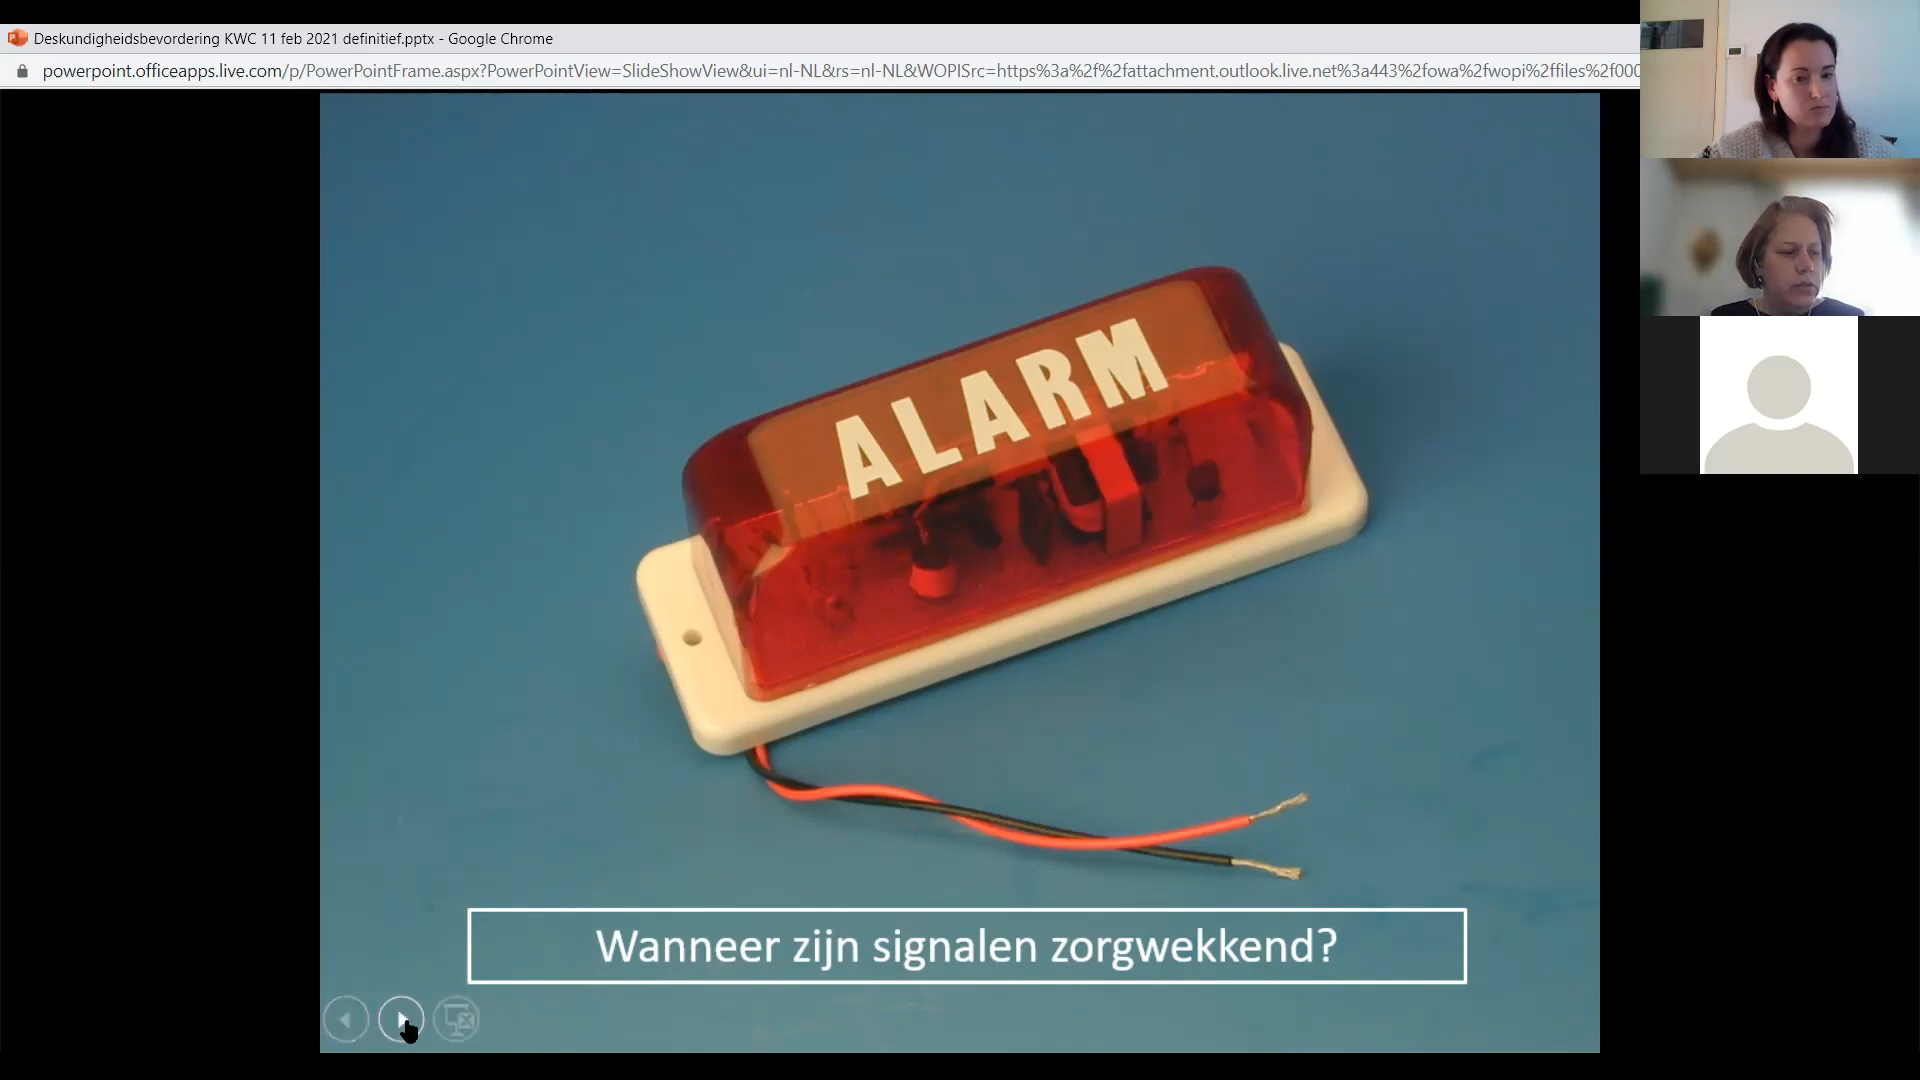 Deskundigheidsbevordering KWC 11 feb 2021 definitief.pptx - Google Chrome
powerpoint.officeapps.live.com/p/PowerPointFrame.aspx?PowerPointView=SlideShowView&ui=nl-NL&rs=nl-NL&WOPISrc=https%3a%2f%2fattachment.outlook.live.net%3a443%2fowa%2fwopi%2ffiles%2f000
ALARM
Wanneer zijn signalen zorgwekkend?